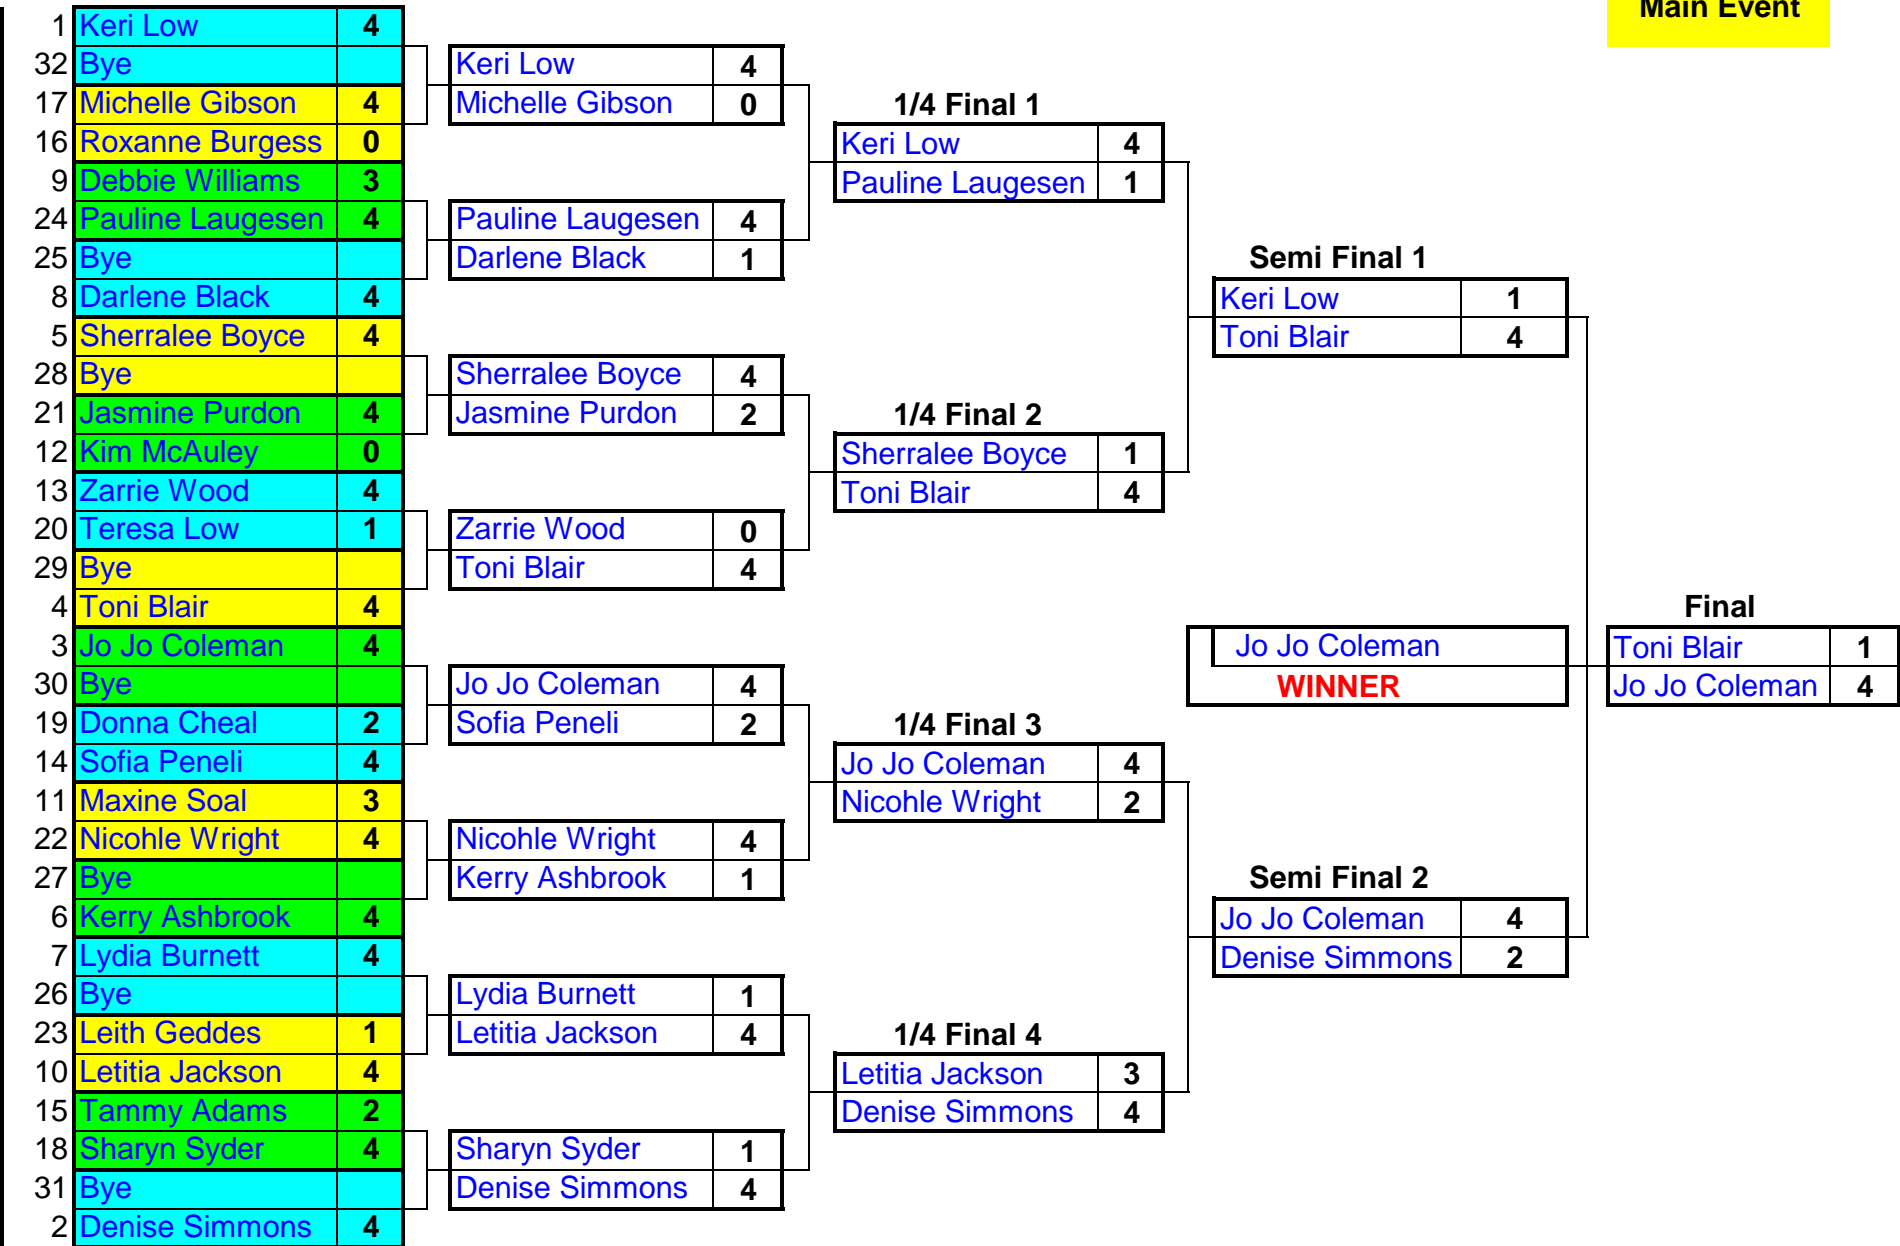 Main Event
1 Keri Low 4
32 Bye
17 Michelle Gibson 4
16 Roxanne Burgess 0
9 Debbie Williams 3
24 Pauline Laugesen 4
25 Bye
8 Darlene Black 4
5 Sherralee Boyce 4
28 Bye
21 Jasmine Purdon 4
12 Kim McAuley 0
13 Zarrie Wood 4
20 Teresa Low 1
29 Bye
4 Toni Blair 4
3 Jo Jo Coleman 4
30 Bye
19 Donna Cheal 2
14 Sofia Peneli 4
11 Maxine Soal 3
22 Nicohle Wright 4
27 Bye
6 Kerry Ashbrook 4
7 Lydia Burnett 4
26 Bye
23 Leith Geddes 1
10 Letitia Jackson 4
15 Tammy Adams 2
18 Sharyn Syder 4
31 Bye
2 Denise Simmons 4
Keri Low 4
Michelle Gibson 0
Pauline Laugesen 4
Darlene Black 1
Sherralee Boyce 4
Jasmine Purdon 2
Zarrie Wood 0
Toni Blair 4
Jo Jo Coleman 4
Sofia Peneli 2
Nicohle Wright 4
Kerry Ashbrook 1
Lydia Burnett 1
Letitia Jackson 4
Sharyn Syder 1
Denise Simmons 4
1/4 Final 1
Keri Low 4
Pauline Laugesen 1
1/4 Final 2
Sherralee Boyce 1
Toni Blair 4
1/4 Final 3
Jo Jo Coleman 4
Nicohle Wright 2
1/4 Final 4
Letitia Jackson 3
Denise Simmons 4
Semi Final 1
Keri Low 1
Toni Blair 4
Semi Final 2
Jo Jo Coleman 4
Denise Simmons 2
Final
Toni Blair 1
Jo Jo Coleman 4
Jo Jo Coleman
WINNER